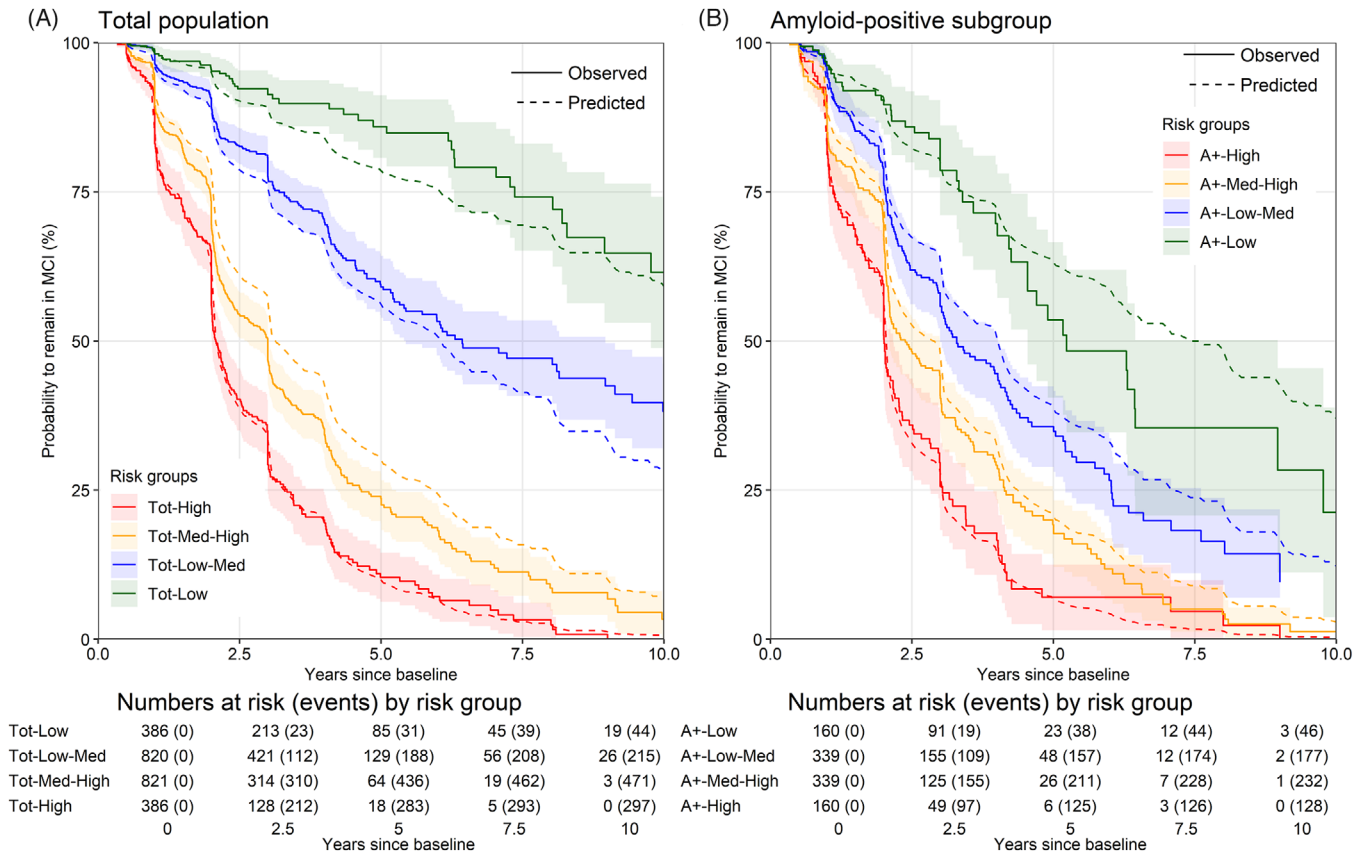 (A) Total population
100
75
50
25
0
Probability to remain in MCI (%)
Observed
Predicted
Risk groups
Tot-High
Tot-Med-High
Tot-Low-Med
Tot-Low
0.0 2.5 5.0 7.5 10.0
Years since baseline
Numbers at risk (events) by risk group
Tot-Low 386 (0) 213 (23) 85 (31) 45 (39) 19 (44)
Tot-Low-Med 820 (0) 421 (112) 129 (188) 56 (208) 26 (215)
Tot-Med-High 821 (0) 314 (310) 64 (436) 19 (462) 3 (471)
Tot-High 386 (0) 128 (212) 18 (283) 5 (293) 0 (297)
0 2.5 5 7.5 10
Years since baseline
(B) Amyloid-positive subgroup
100
75
50
25
0
Probability to remain in MCI (%)
Observed
Predicted
Risk groups
A+-High
A+-Med-High
A+-Low-Med
A+-Low
0.0 2.5 5.0 7.5 10.0
Years since baseline
Numbers at risk (events) by risk group
A+-Low 160 (0) 91 (19) 23 (38) 12 (44) 3 (46)
A+-Low-Med 339 (0) 155 (109) 48 (157) 12 (174) 2 (177)
A+-Med-High 339 (0) 125 (155) 26 (211) 7 (228) 1 (232)
A+-High 160 (0) 49 (97) 6 (125) 3 (126) 0 (128)
0 2.5 5 7.5 10
Years since baseline